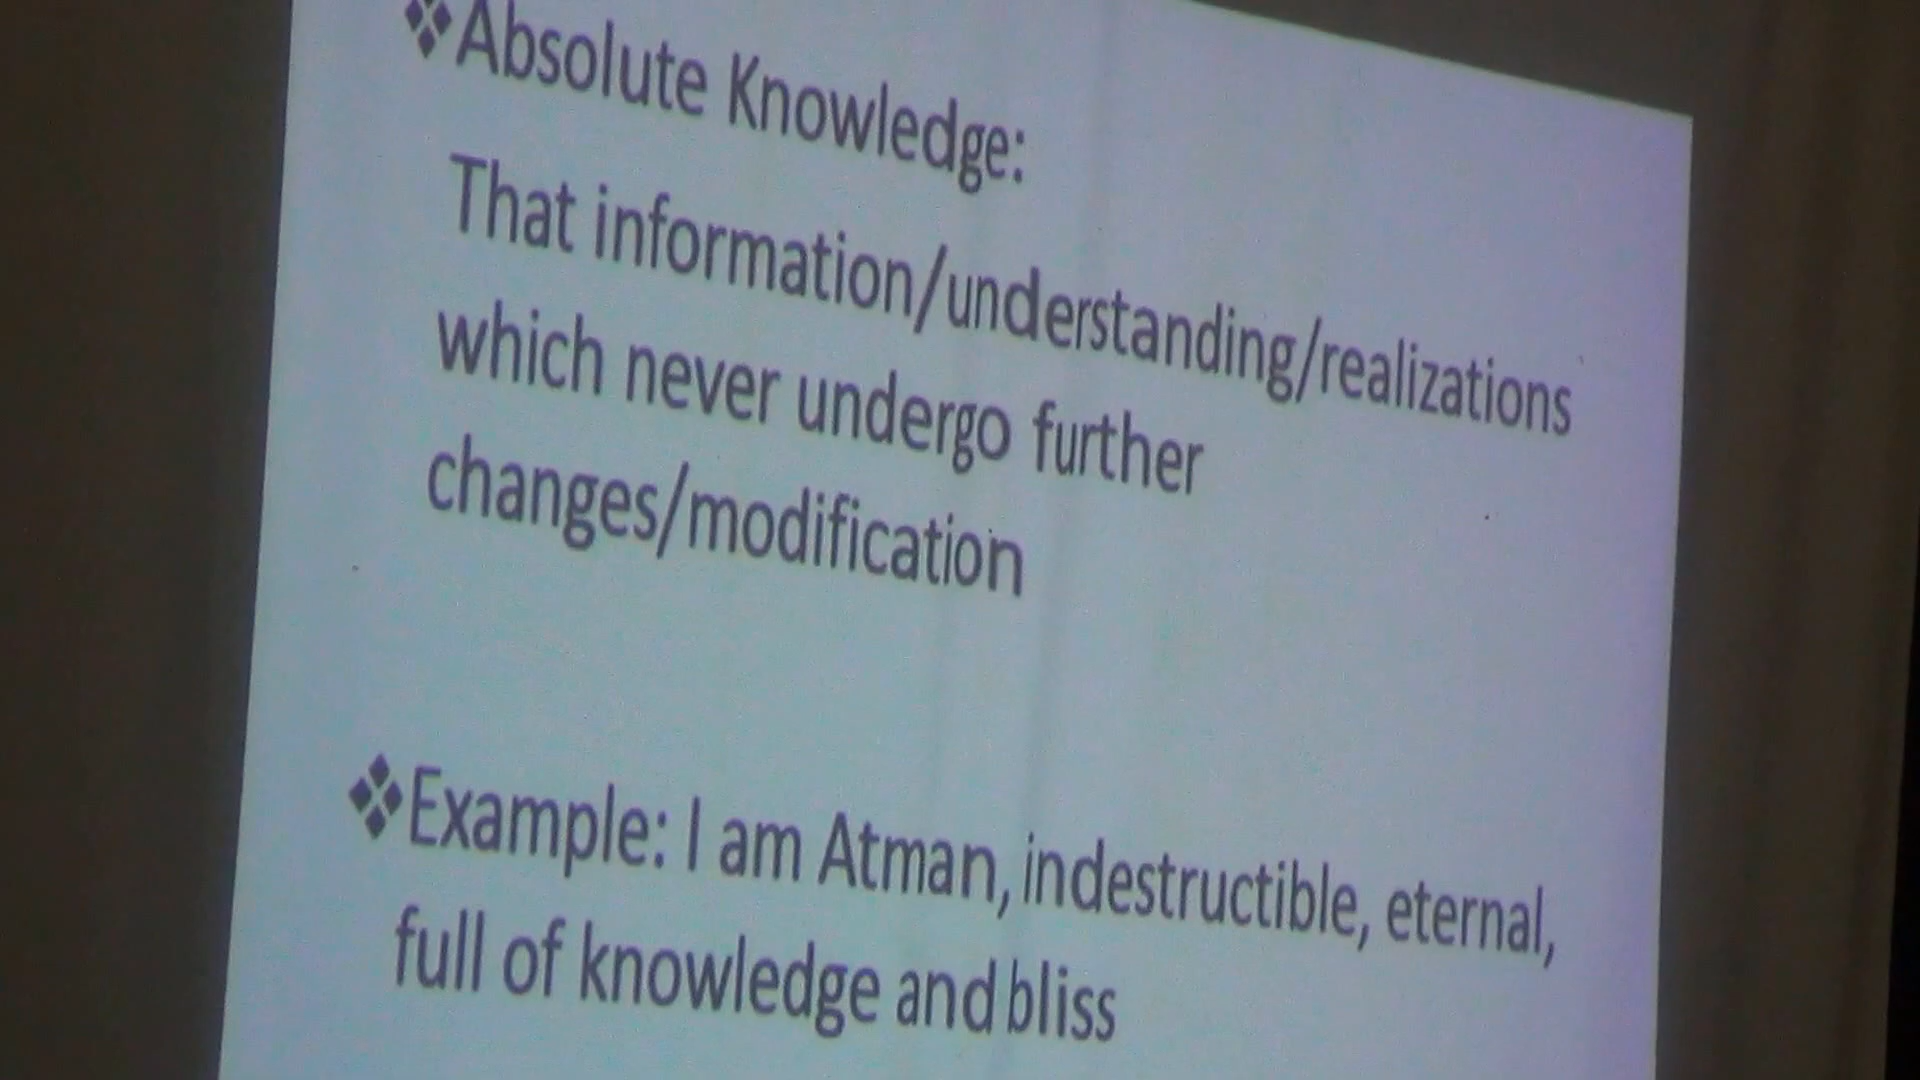 ❖Absolute Knowledge:
That information/understanding/realizations
which never undergo further
changes/modification
❖Example: I am Atman, indestructible, eternal,
full of knowledge and bliss